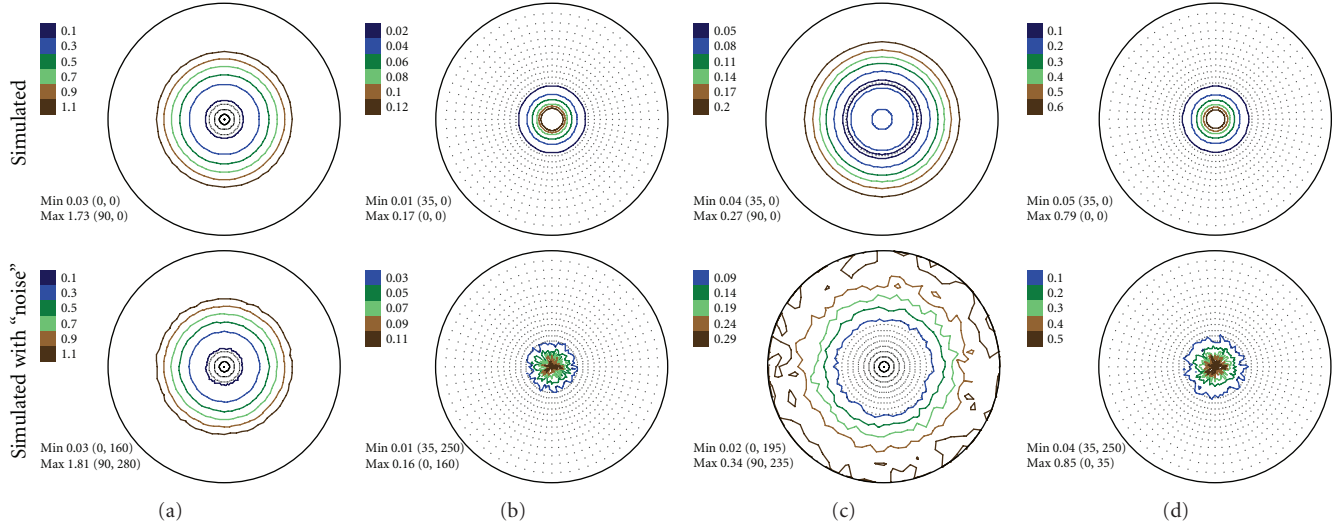 Simulated
0.1
0.3
0.5
0.7
0.9
1.1
Min 0.03 (0, 0)
Max 1.73 (90, 0)
0.02
0.04
0.06
0.08
0.1
0.12
Min 0.01 (35, 0)
Max 0.17 (0, 0)
0.05
0.08
0.11
0.14
0.17
0.2
Min 0.04 (35, 0)
Max 0.27 (90, 0)
0.1
0.2
0.3
0.4
0.5
0.6
Min 0.05 (35, 0)
Max 0.79 (0, 0)
Simulated with “noise”
0.1
0.3
0.5
0.7
0.9
1.1
Min 0.03 (0, 160)
Max 1.81 (90, 280)
0.03
0.05
0.07
0.09
0.11
Min 0.01 (35, 250)
Max 0.16 (0, 160)
0.09
0.14
0.19
0.24
0.29
Min 0.02 (0, 195)
Max 0.34 (90, 235)
0.1
0.2
0.3
0.4
0.5
Min 0.04 (35, 250)
Max 0.85 (0, 35)
(a)
(b)
(c)
(d)